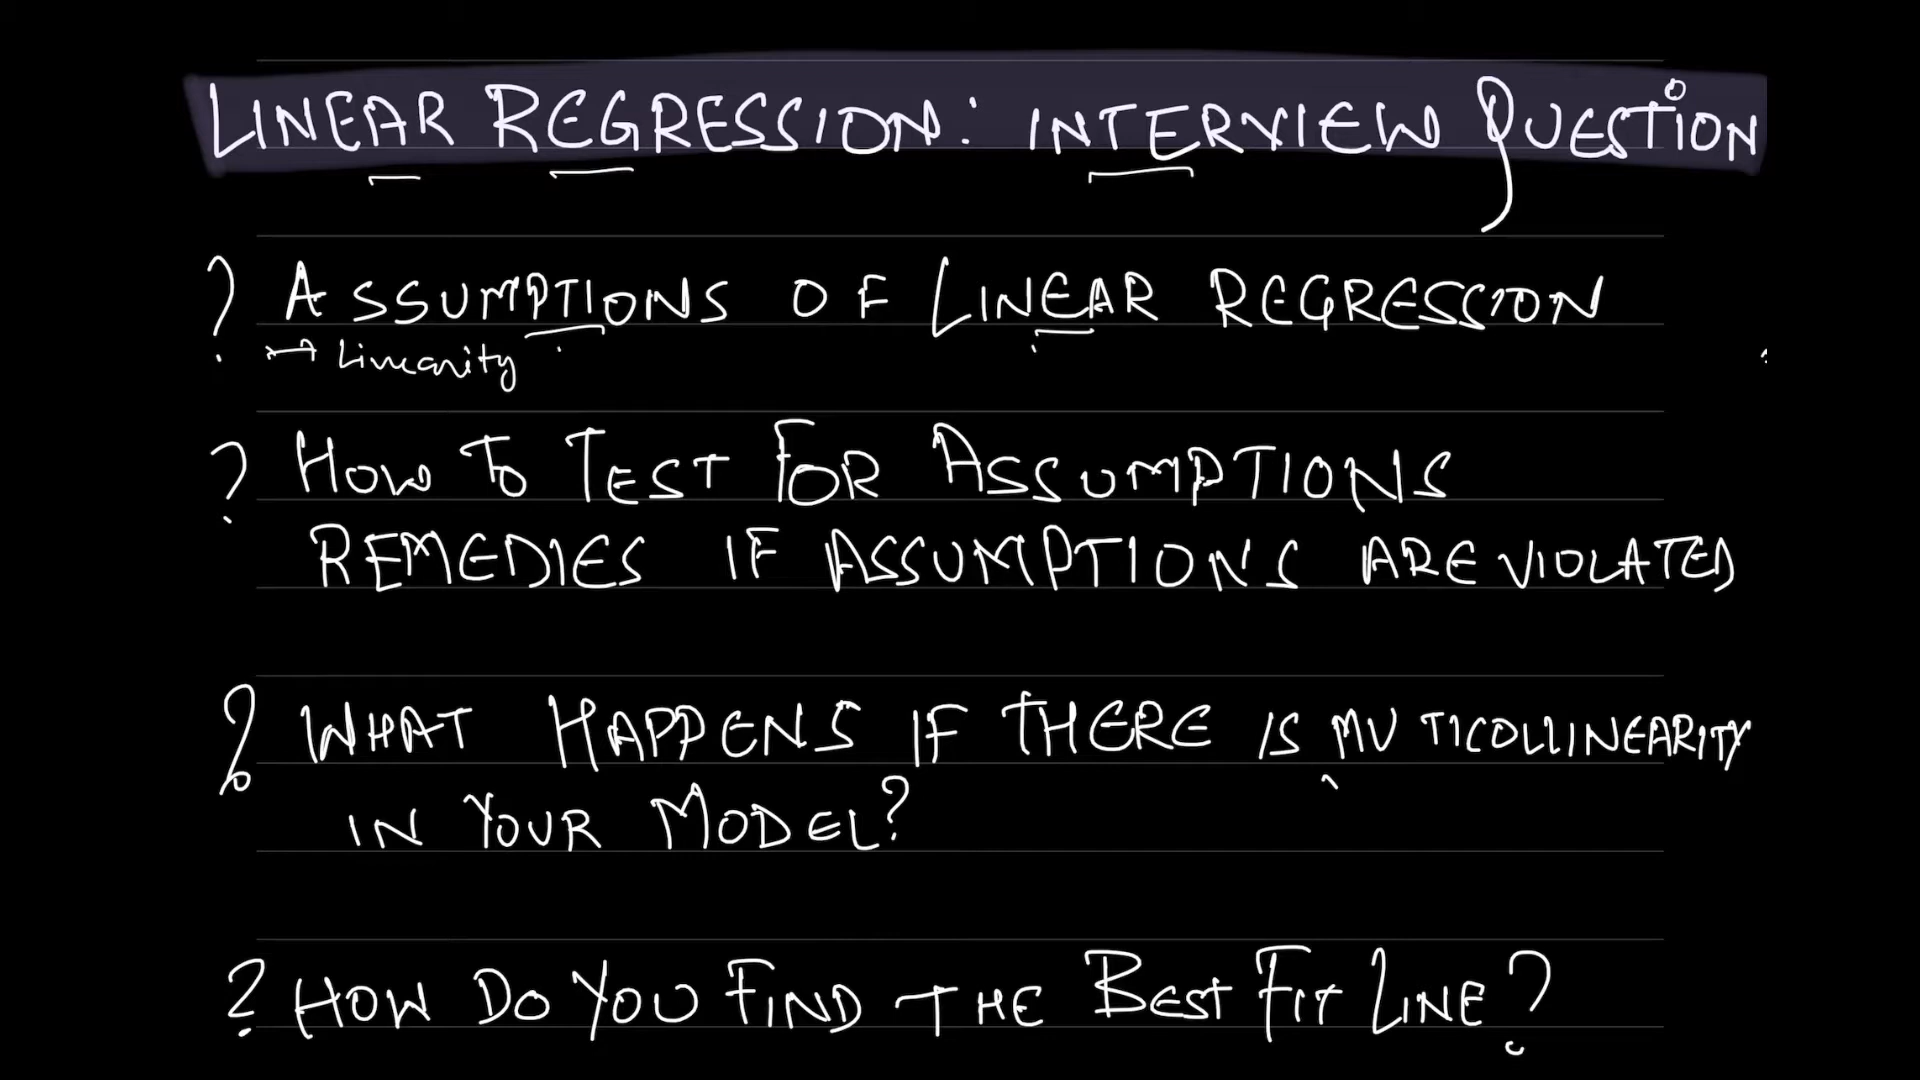 LINEAR REGRESSION: INTERVIEW QUESTION
? ASSUMPTIONS OF LINEAR REGRESSION
→ Linearity
? HOW TO TEST FOR ASSUMPTIONS
REMEDIES IF ASSUMPTIONS ARE VIOLATED
? WHAT HAPPENS IF THERE IS MUTICOLLINEARITY
IN YOUR MODEL?
? HOW DO YOU FIND THE BEST FIT LINE?